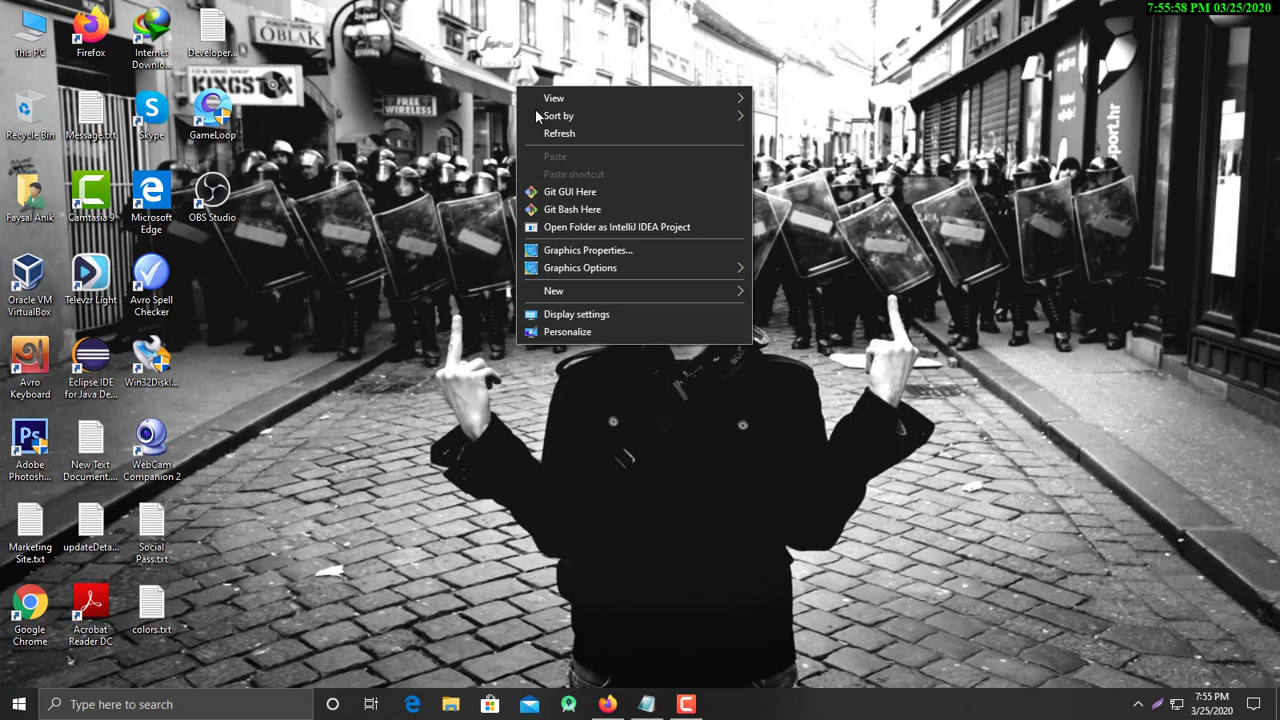 7:55:58 PM 03/25/2020
This PC
Firefox
Internet
Downlo...
Developer...
Recycle Bin
Message.txt
Skype
GameLoop
Faysal Anik
Camtasia 9
Microsoft
Edge
OBS Studio
Oracle VM
VirtualBox
Televzr Light
Avro Spell
Checker
Avro
Keyboard
Eclipse IDE
for Java De...
Win32Diskl...
Adobe
Photosh...
New Text
Document....
WebCam
Companion 2
Marketing
Site.txt
updateDeta...
Social
Pass.txt
Google
Chrome
Acrobat
Reader DC
colors.txt
OBLAK
KINGSTON
FREE
WIRELESS
port.hr
View
Sort by
Refresh
Paste
Paste shortcut
Git GUI Here
Git Bash Here
Open Folder as IntelliJ IDEA Project
Graphics Properties...
Graphics Options
New
Display settings
Personalize
Type here to search
7:55 PM
3/25/2020